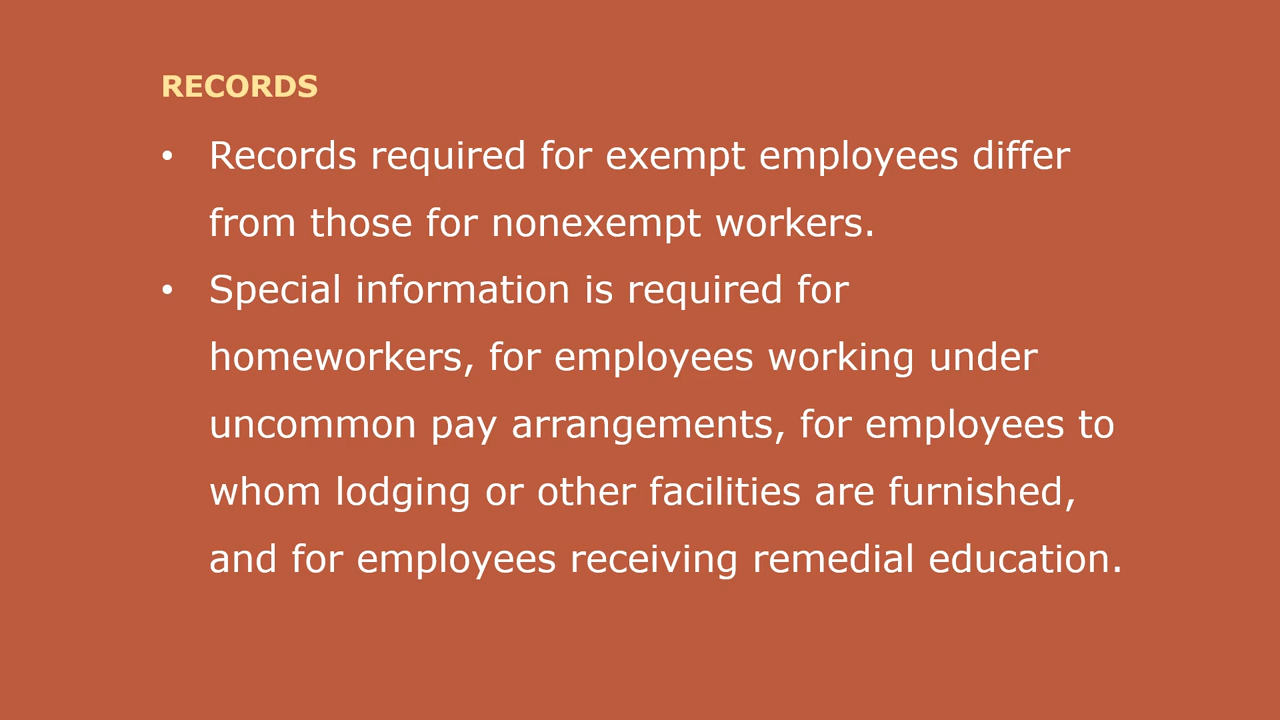 RECORDS
• Records required for exempt employees differ
from those for nonexempt workers.
• Special information is required for
homeworkers, for employees working under
uncommon pay arrangements, for employees to
whom lodging or other facilities are furnished,
and for employees receiving remedial education.